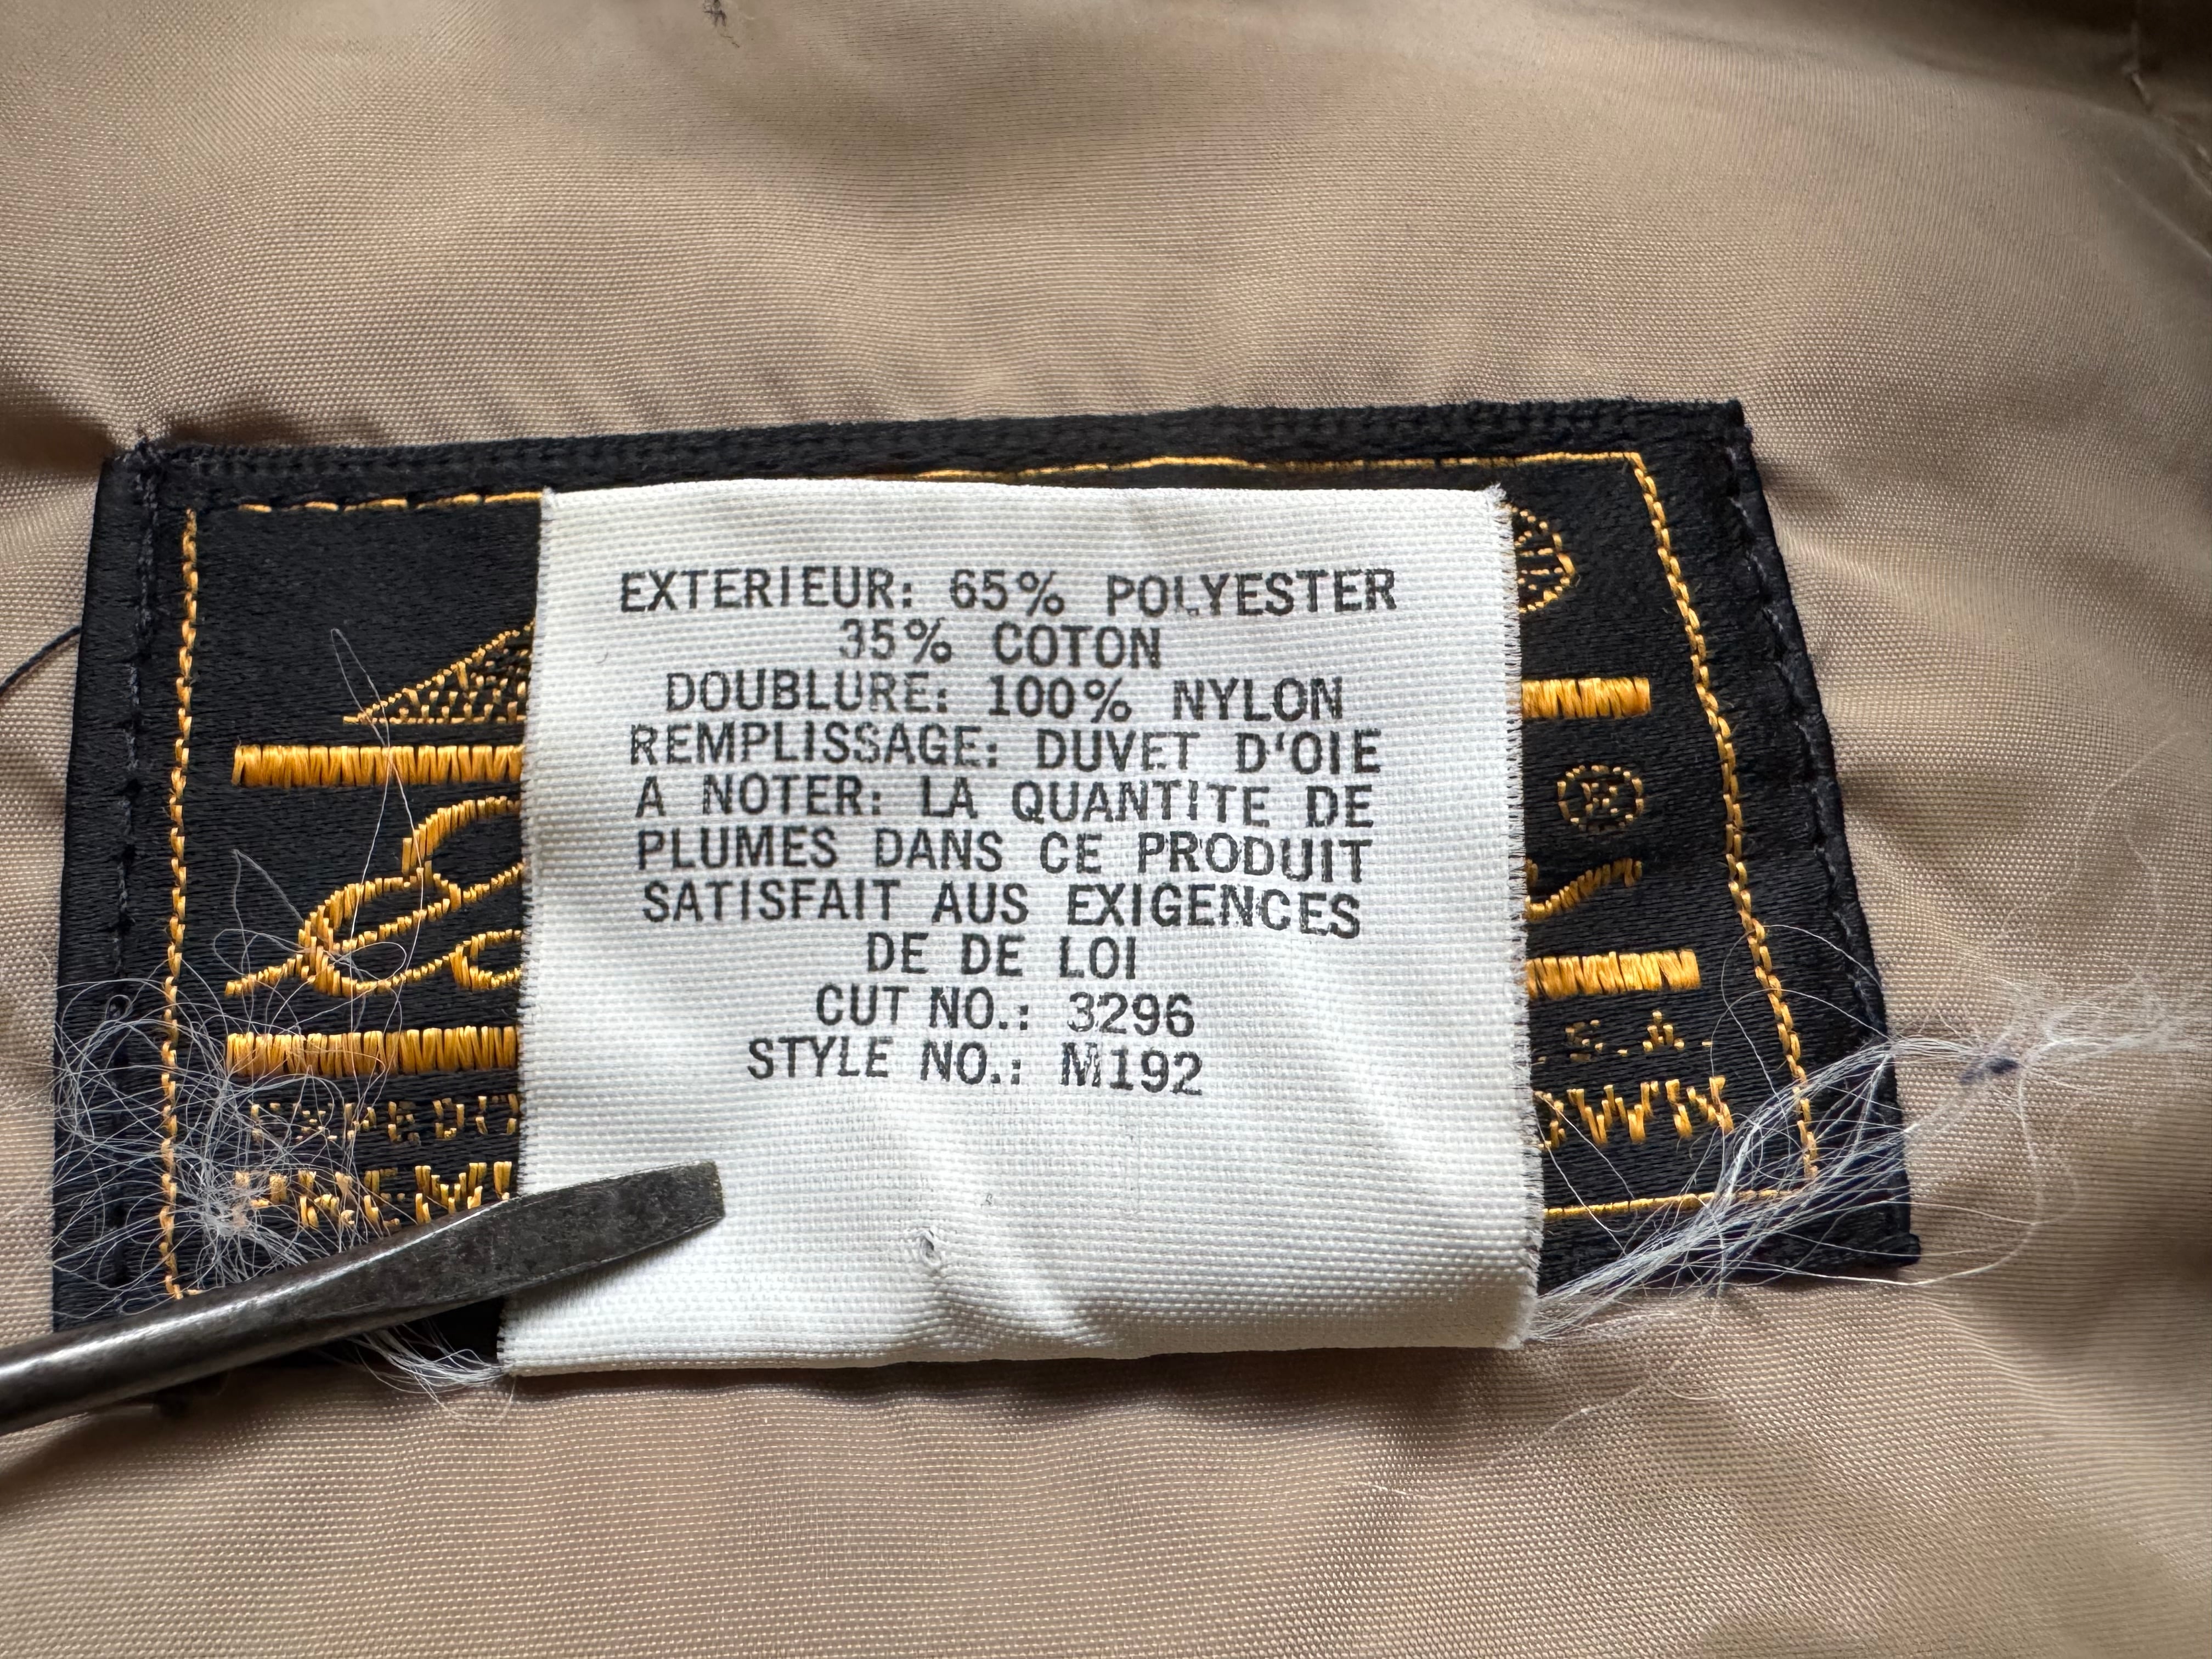 EXTERIEUR: 65% POLYESTER
35% COTON
DOUBLURE: 100% NYLON
REMPLISSAGE: DUVET D'OIE
A NOTER: LA QUANTITE DE
PLUMES DANS CE PRODUIT
SATISFAIT AUS EXIGENCES
DE DE LOI
CUT NO.: 3296
STYLE NO.: M192